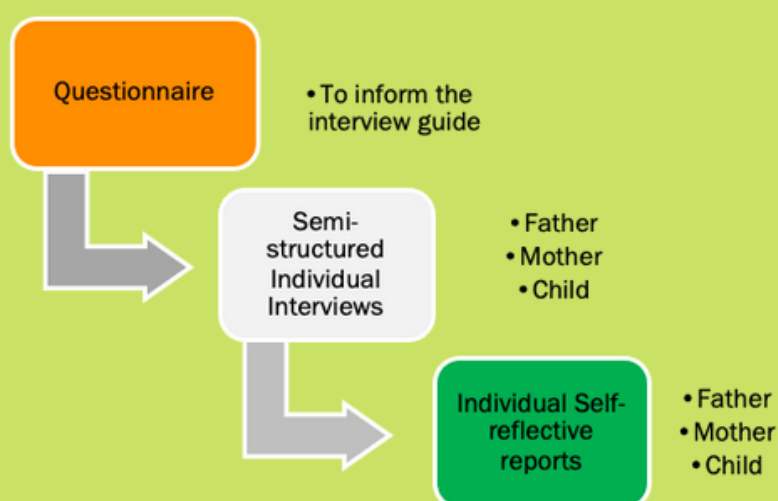 Questionnaire
• To inform the
interview guide
Semi-
structured
Individual
Interviews
• Father
• Mother
• Child
Individual Self-
reflective
reports
• Father
• Mother
• Child